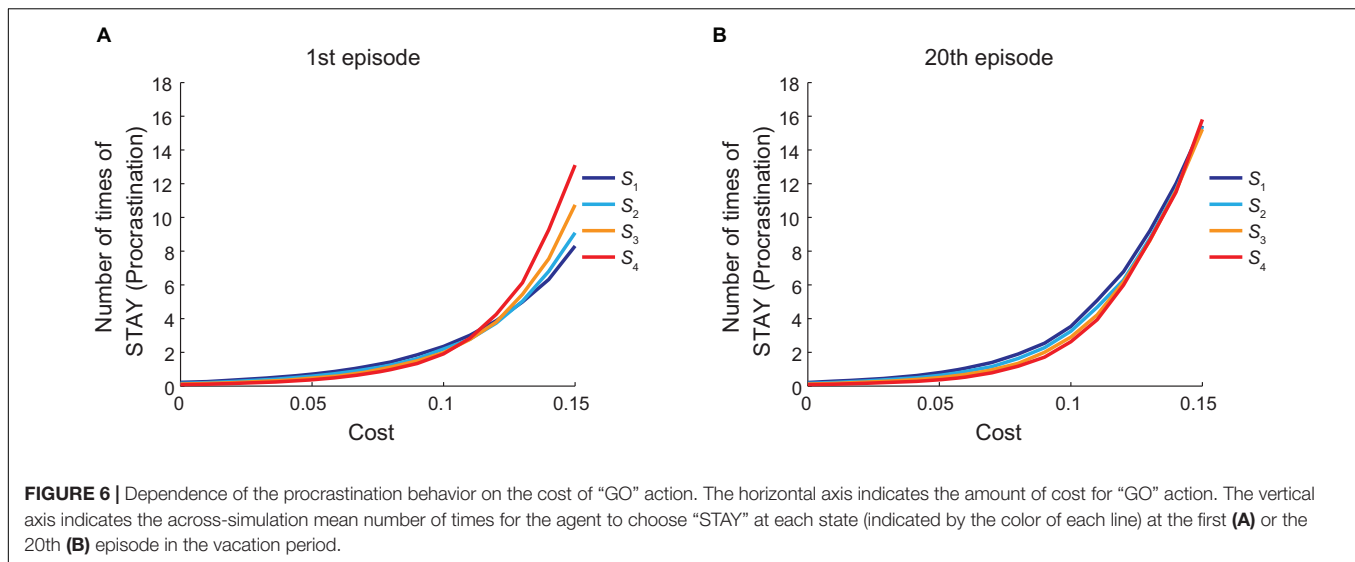 A
1st episode
Number of times of
STAY (Procrastination)
18
16
14
12
10
8
6
4
2
0
0 0.05 0.1 0.15
Cost
S1
S2
S3
S4
B
20th episode
Number of times of
STAY (Procrastination)
18
16
14
12
10
8
6
4
2
0
0 0.05 0.1 0.15
Cost
S1
S2
S3
S4
FIGURE 6 | Dependence of the procrastination behavior on the cost of “GO” action. The horizontal axis indicates the amount of cost for “GO” action. The vertical
axis indicates the across-simulation mean number of times for the agent to choose “STAY” at each state (indicated by the color of each line) at the first (A) or the
20th (B) episode in the vacation period.